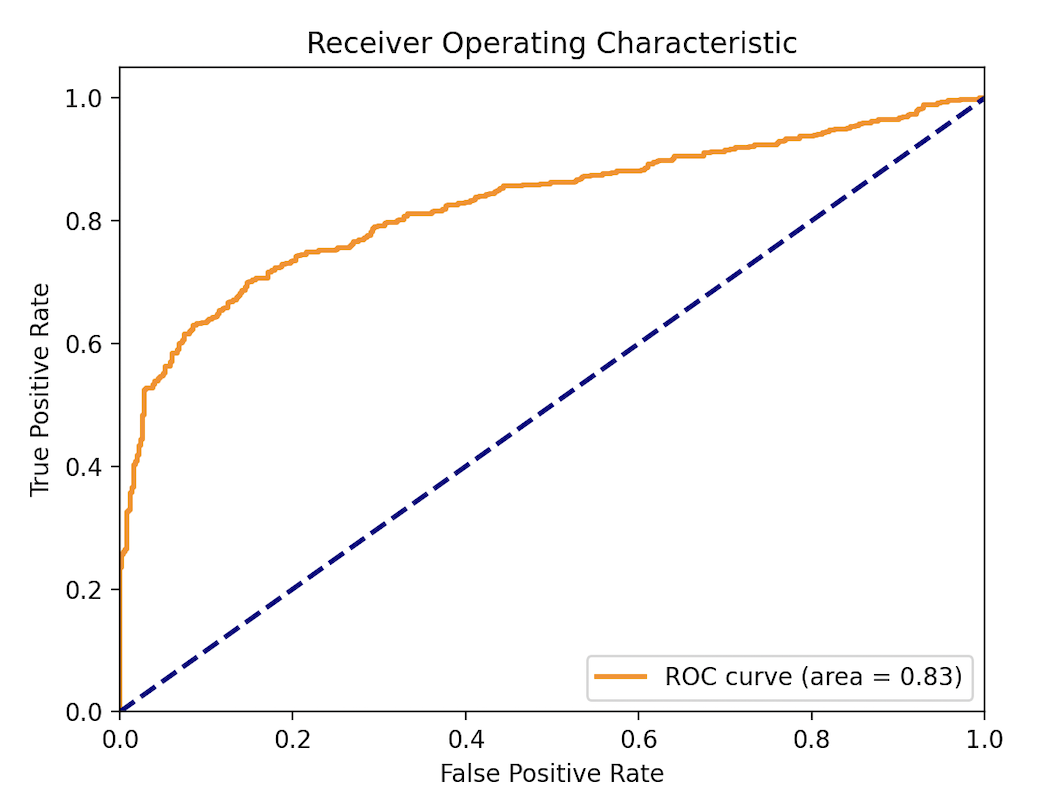 Receiver Operating Characteristic
True Positive Rate
1.0
0.8
0.6
0.4
0.2
0.0
ROC curve (area = 0.83)
0.0 0.2 0.4 0.6 0.8 1.0
False Positive Rate